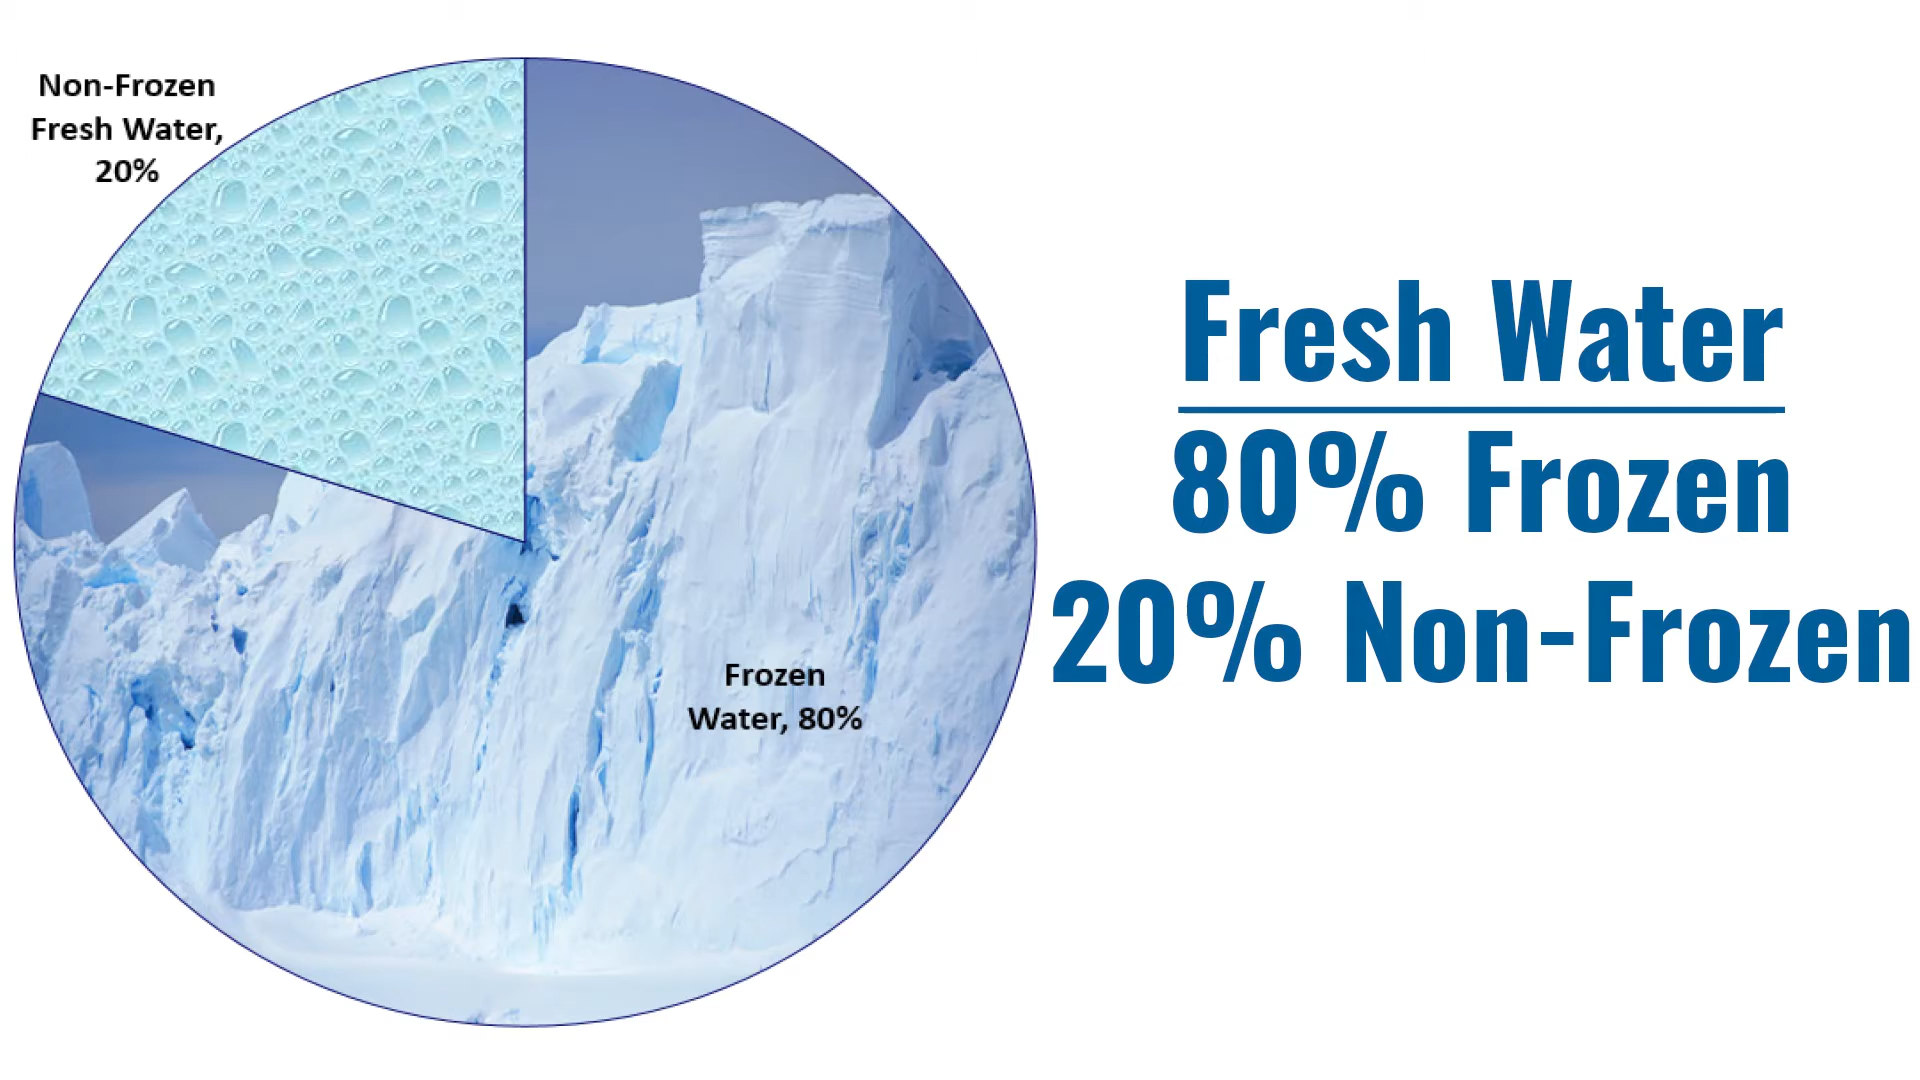 Non-Frozen
Fresh Water,
20%
Frozen
Water, 80%
Fresh Water
80% Frozen
20% Non-Frozen